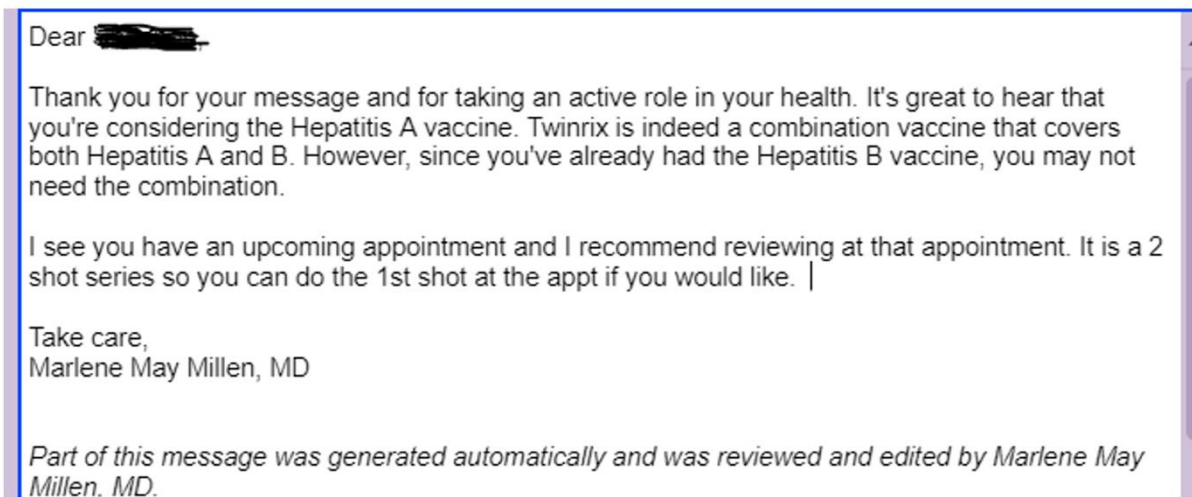 Dear
Thank you for your message and for taking an active role in your health. It's great to hear that
you're considering the Hepatitis A vaccine. Twinrix is indeed a combination vaccine that covers
both Hepatitis A and B. However, since you've already had the Hepatitis B vaccine, you may not
need the combination.
I see you have an upcoming appointment and I recommend reviewing at that appointment. It is a 2
shot series so you can do the 1st shot at the appt if you would like.
Take care,
Marlene May Millen, MD
Part of this message was generated automatically and was reviewed and edited by Marlene May
Millen, MD.